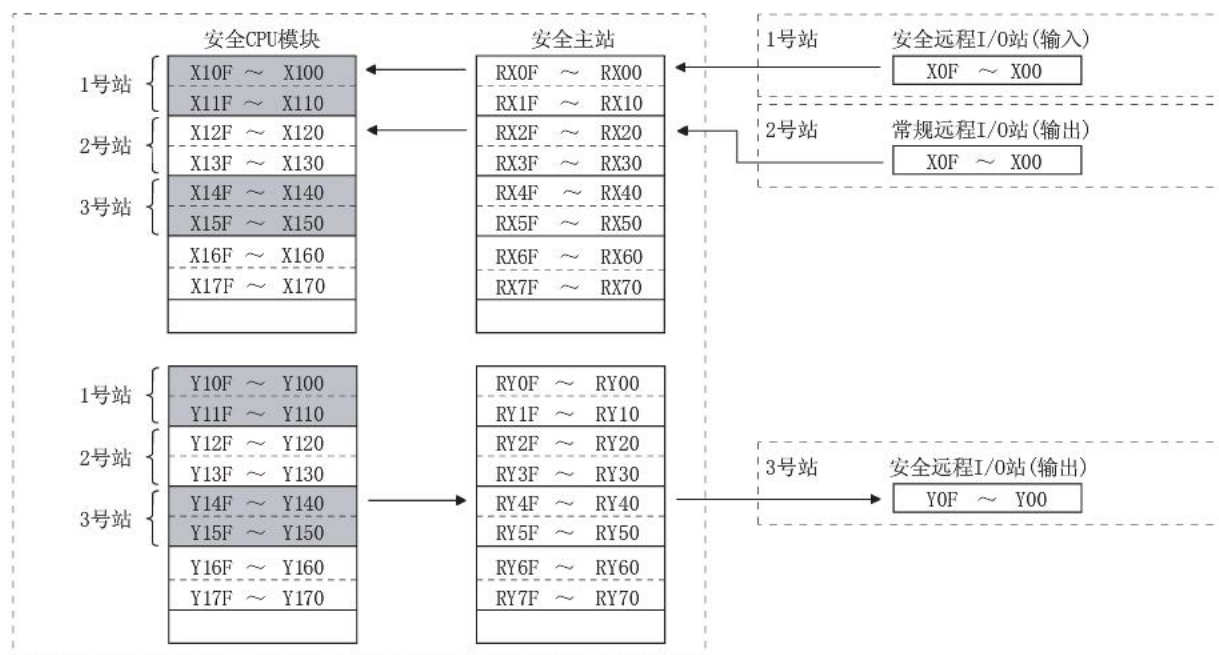 安全CPU模块
安全主站
1号站
安全远程I/O站(输入)
X0F ～ X00
2号站
常规远程I/O站(输出)
X0F ～ X00
1号站
X10F ～ X100
X11F ～ X110
2号站
X12F ～ X120
X13F ～ X130
3号站
X14F ～ X140
X15F ～ X150
X16F ～ X160
X17F ～ X170
RX0F ～ RX00
RX1F ～ RX10
RX2F ～ RX20
RX3F ～ RX30
RX4F ～ RX40
RX5F ～ RX50
RX6F ～ RX60
RX7F ～ RX70
1号站
Y10F ～ Y100
Y11F ～ Y110
2号站
Y12F ～ Y120
Y13F ～ Y130
3号站
Y14F ～ Y140
Y15F ～ Y150
Y16F ～ Y160
Y17F ～ Y170
RY0F ～ RY00
RY1F ～ RY10
RY2F ～ RY20
RY3F ～ RY30
RY4F ～ RY40
RY5F ～ RY50
RY6F ～ RY60
RY7F ～ RY70
3号站
安全远程I/O站(输出)
Y0F ～ Y00